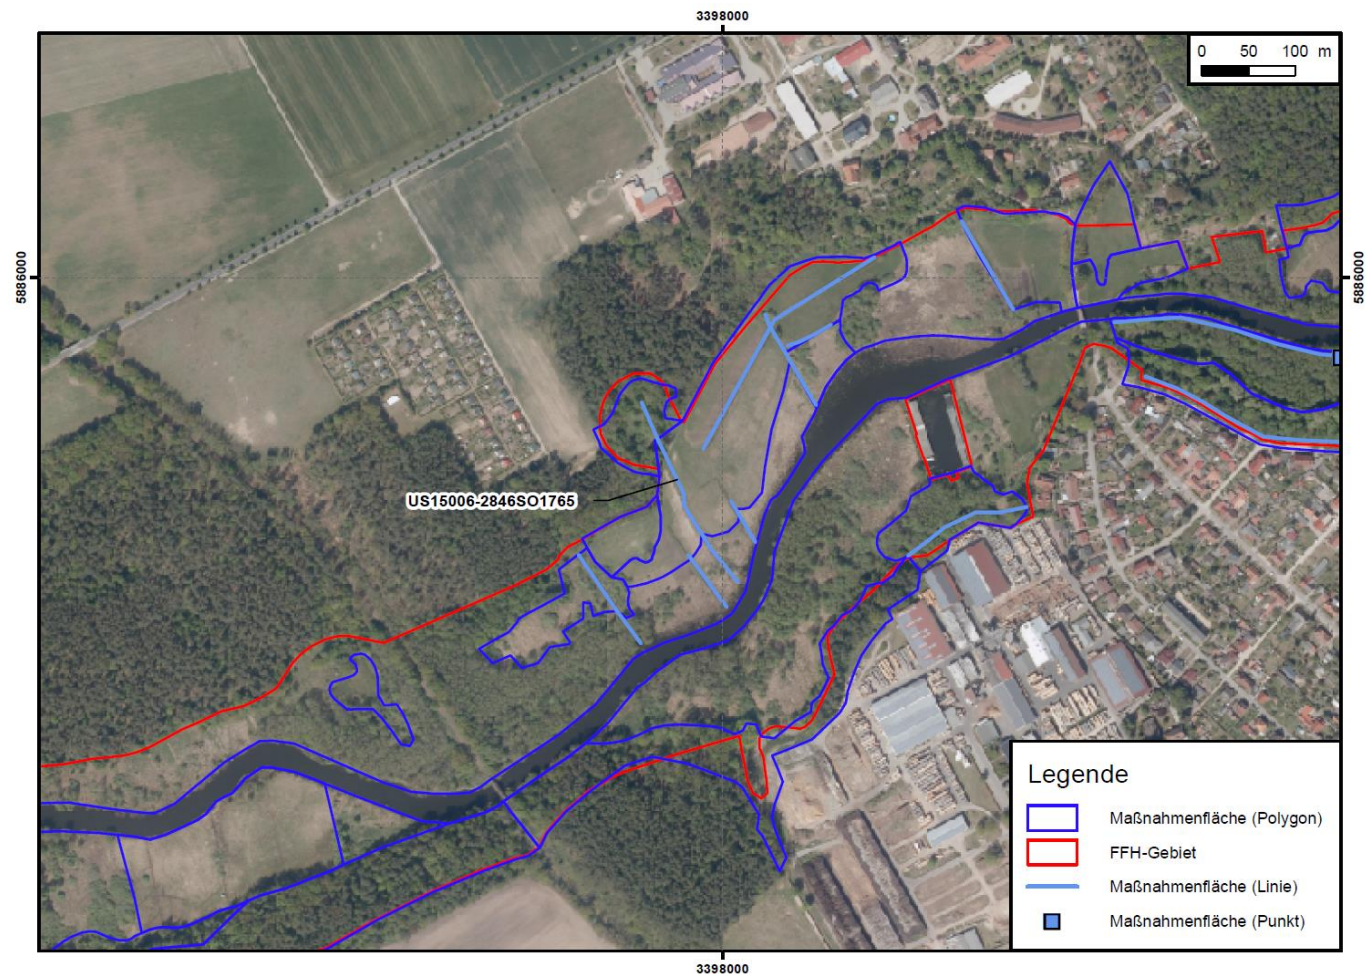 3398000
0 50 100 m
5886000
5886000
US15006-2846SO1765
Legende
Maßnahmenfläche (Polygon)
FFH-Gebiet
Maßnahmenfläche (Linie)
Maßnahmenfläche (Punkt)
3398000